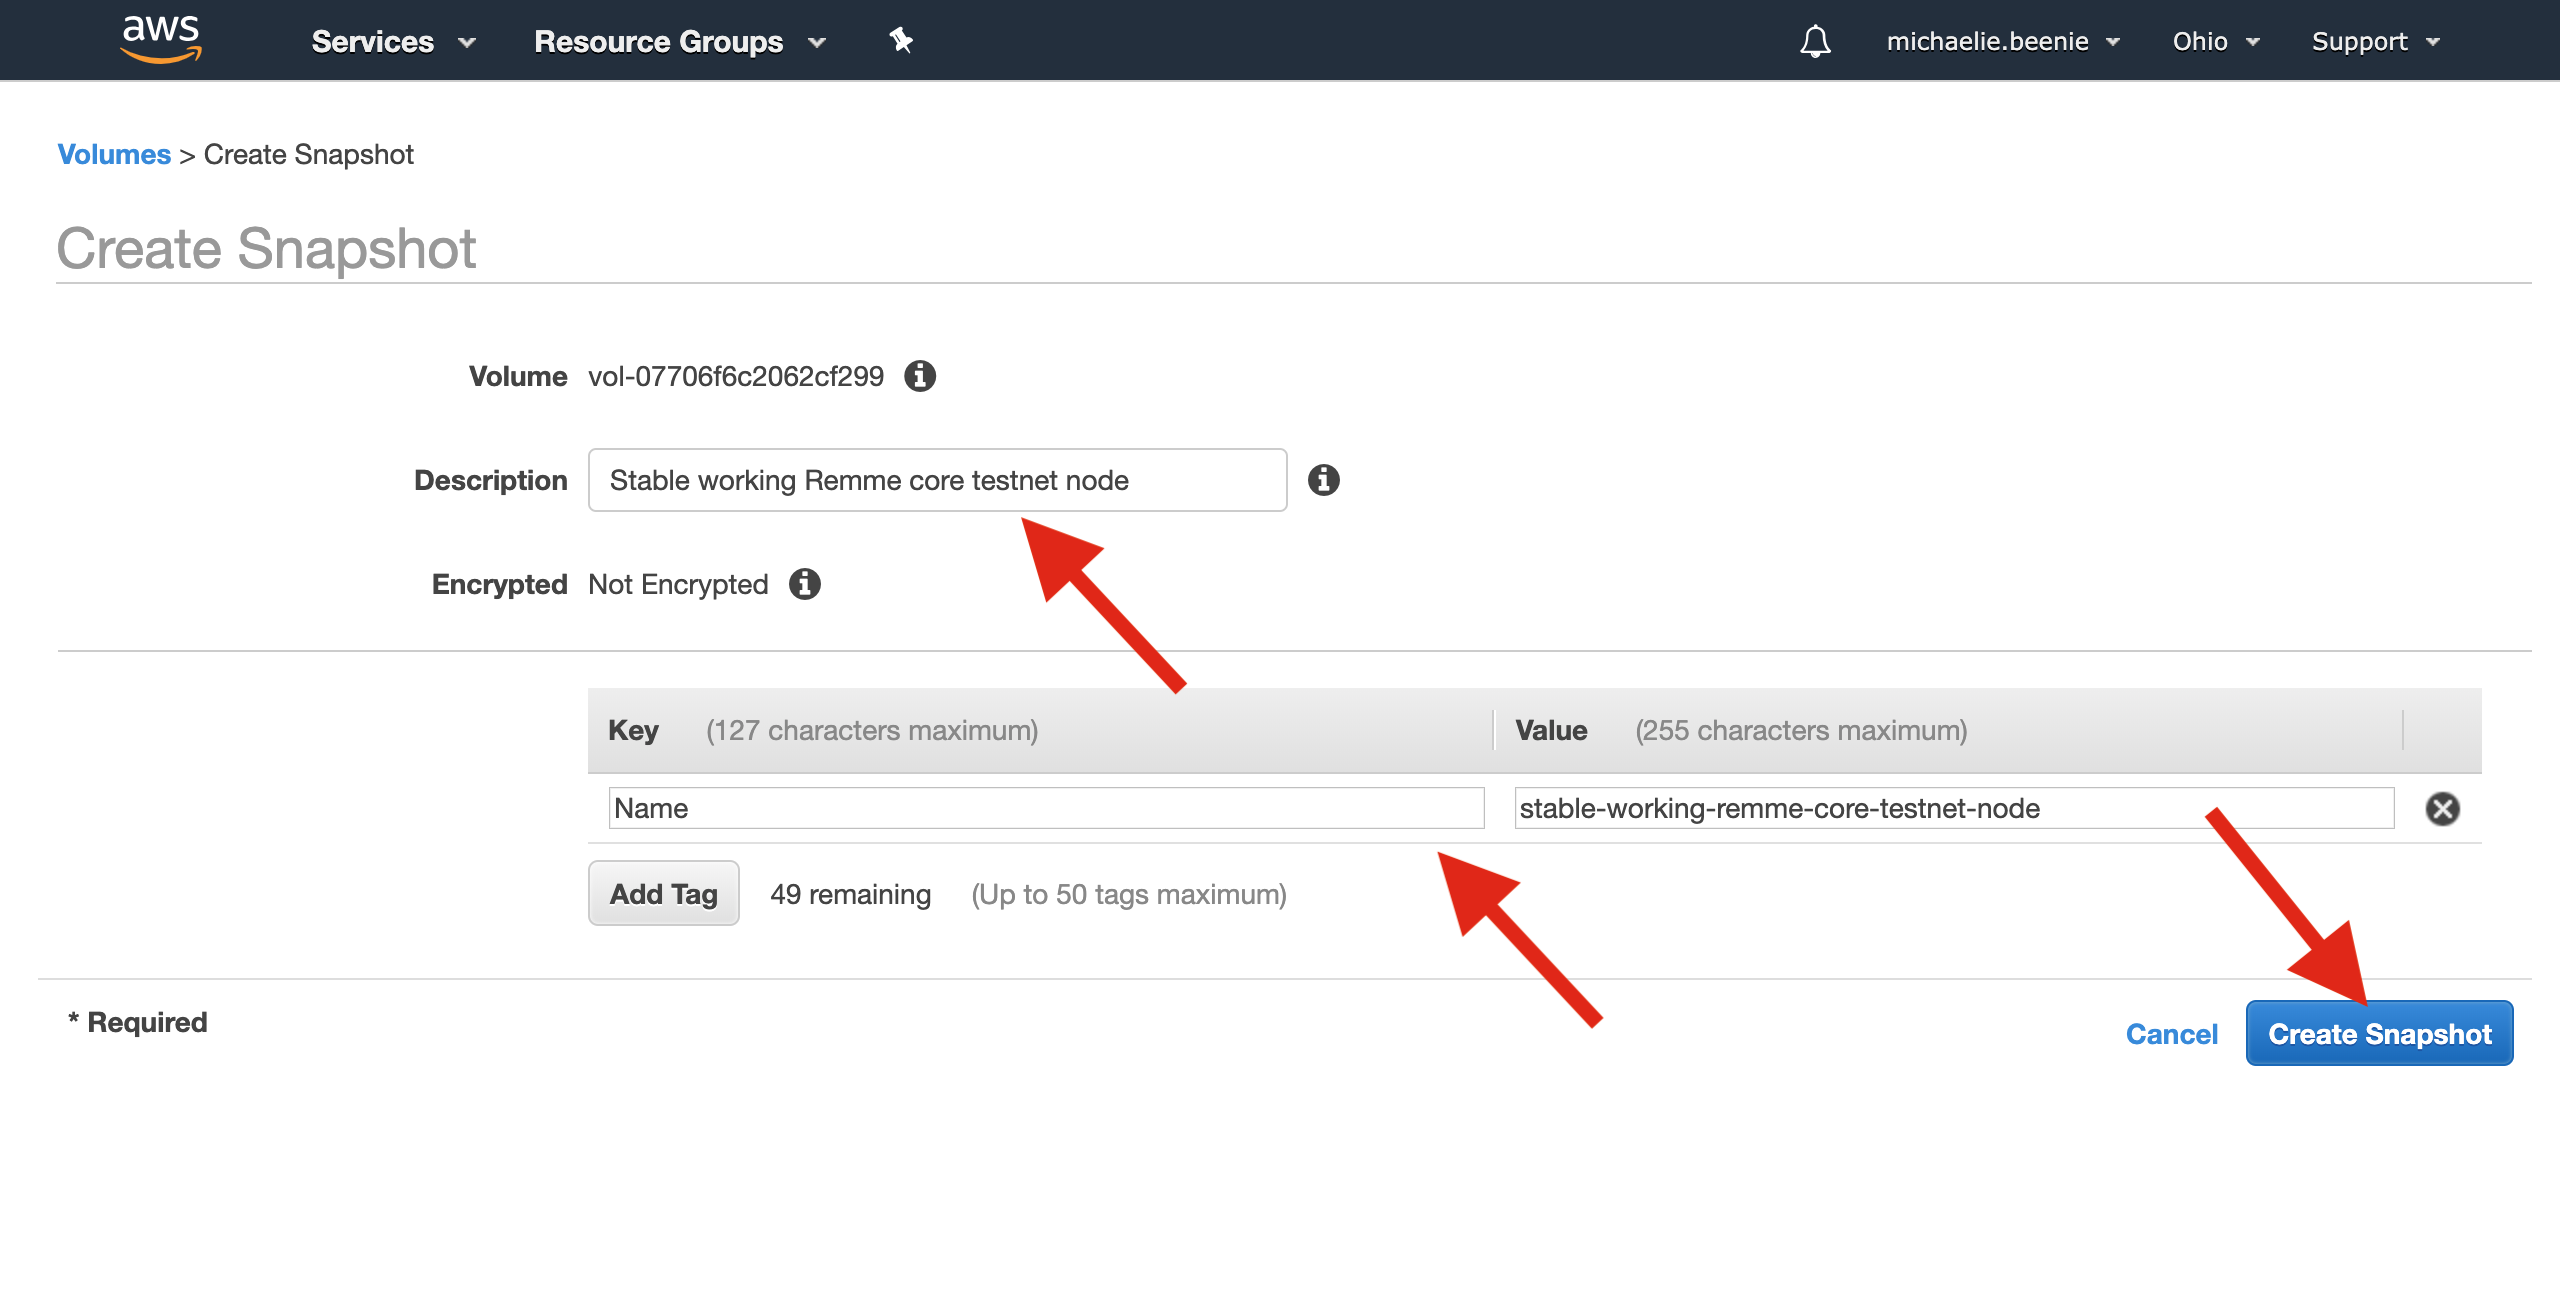 aws Services Resource Groups michaelie.beenie Ohio Support
Volumes > Create Snapshot
Create Snapshot
Volume vol-07706f6c2062cf299
Description Stable working Remme core testnet node
Encrypted Not Encrypted
Key (127 characters maximum) Value (255 characters maximum)
Name stable-working-remme-core-testnet-node
Add Tag 49 remaining (Up to 50 tags maximum)
* Required
Cancel Create Snapshot